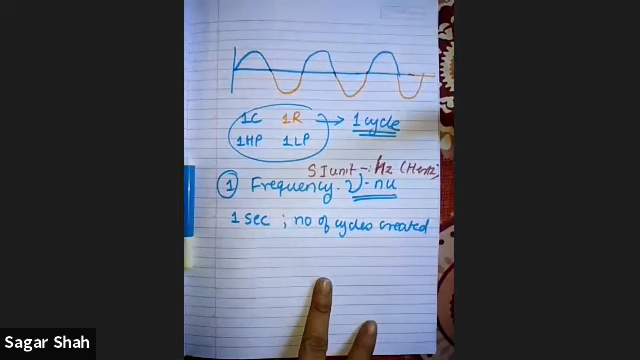 1C 1R → 1 cycle
1HP 1LP
SI unit -: Hz (Hertz)
1 Frequency. ν - nu
1 sec ; no of cycles created
Sagar Shah